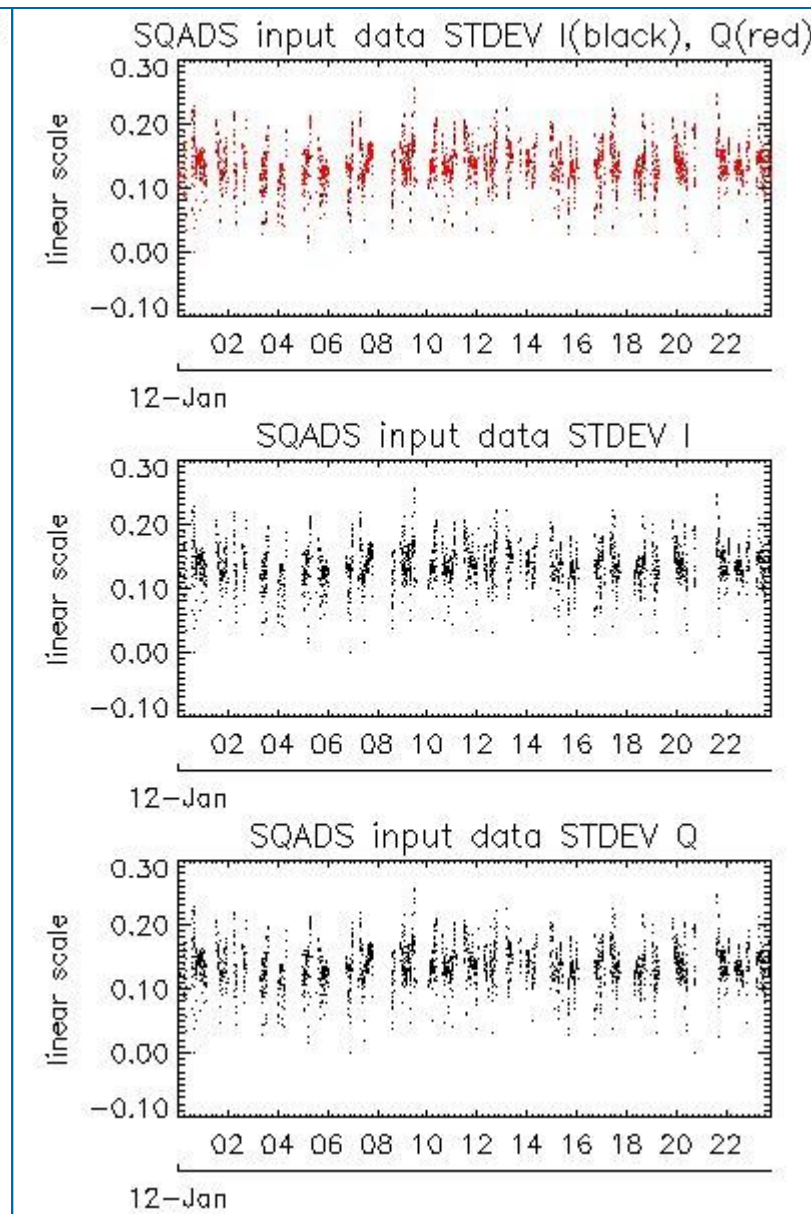 SQADS input data STDEV I(black), Q(red)
linear scale
0.30
0.20
0.10
0.00
-0.10
02 04 06 08 10 12 14 16 18 20 22
12-Jan
SQADS input data STDEV I
linear scale
0.30
0.20
0.10
0.00
-0.10
02 04 06 08 10 12 14 16 18 20 22
12-Jan
SQADS input data STDEV Q
linear scale
0.30
0.20
0.10
0.00
-0.10
02 04 06 08 10 12 14 16 18 20 22
12-Jan